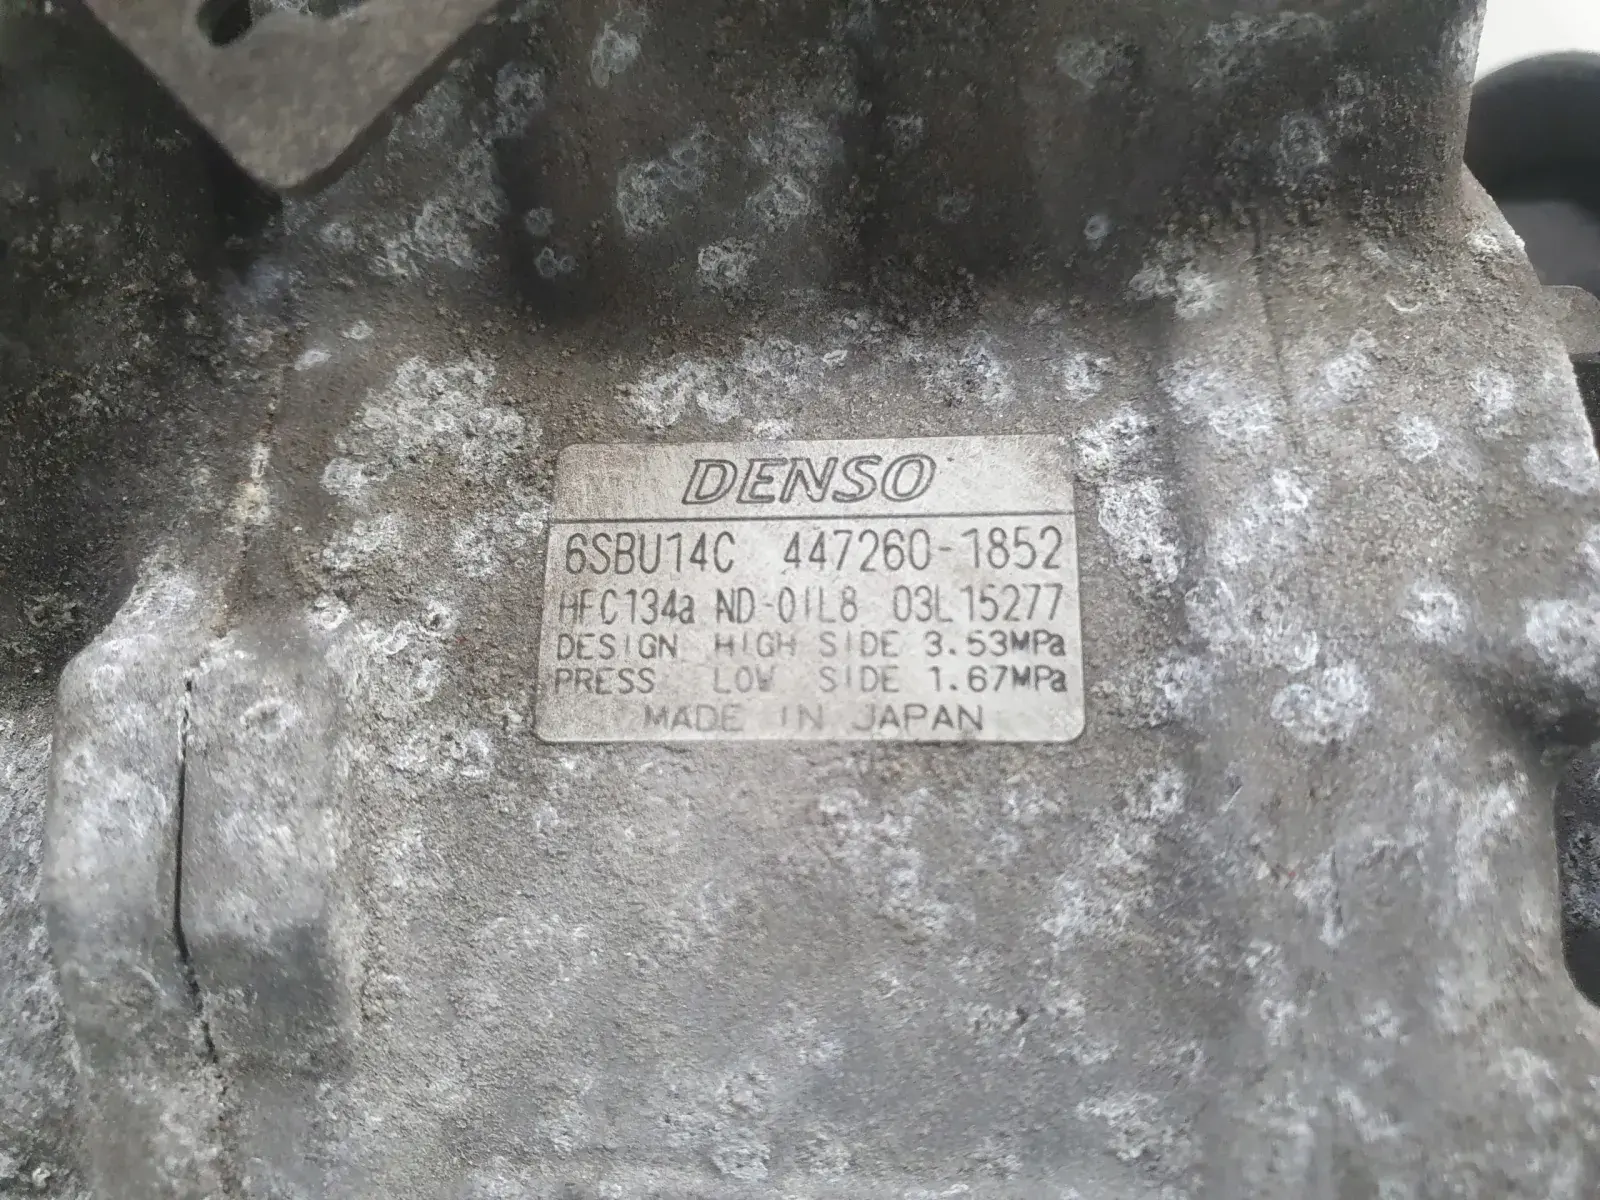 DENSO
6SBU14C 447260-1852
HFC134a ND-OIL8 03L15277
DESIGN HIGH SIDE 3.53MPa
PRESS LOW SIDE 1.67MPa
MADE IN JAPAN